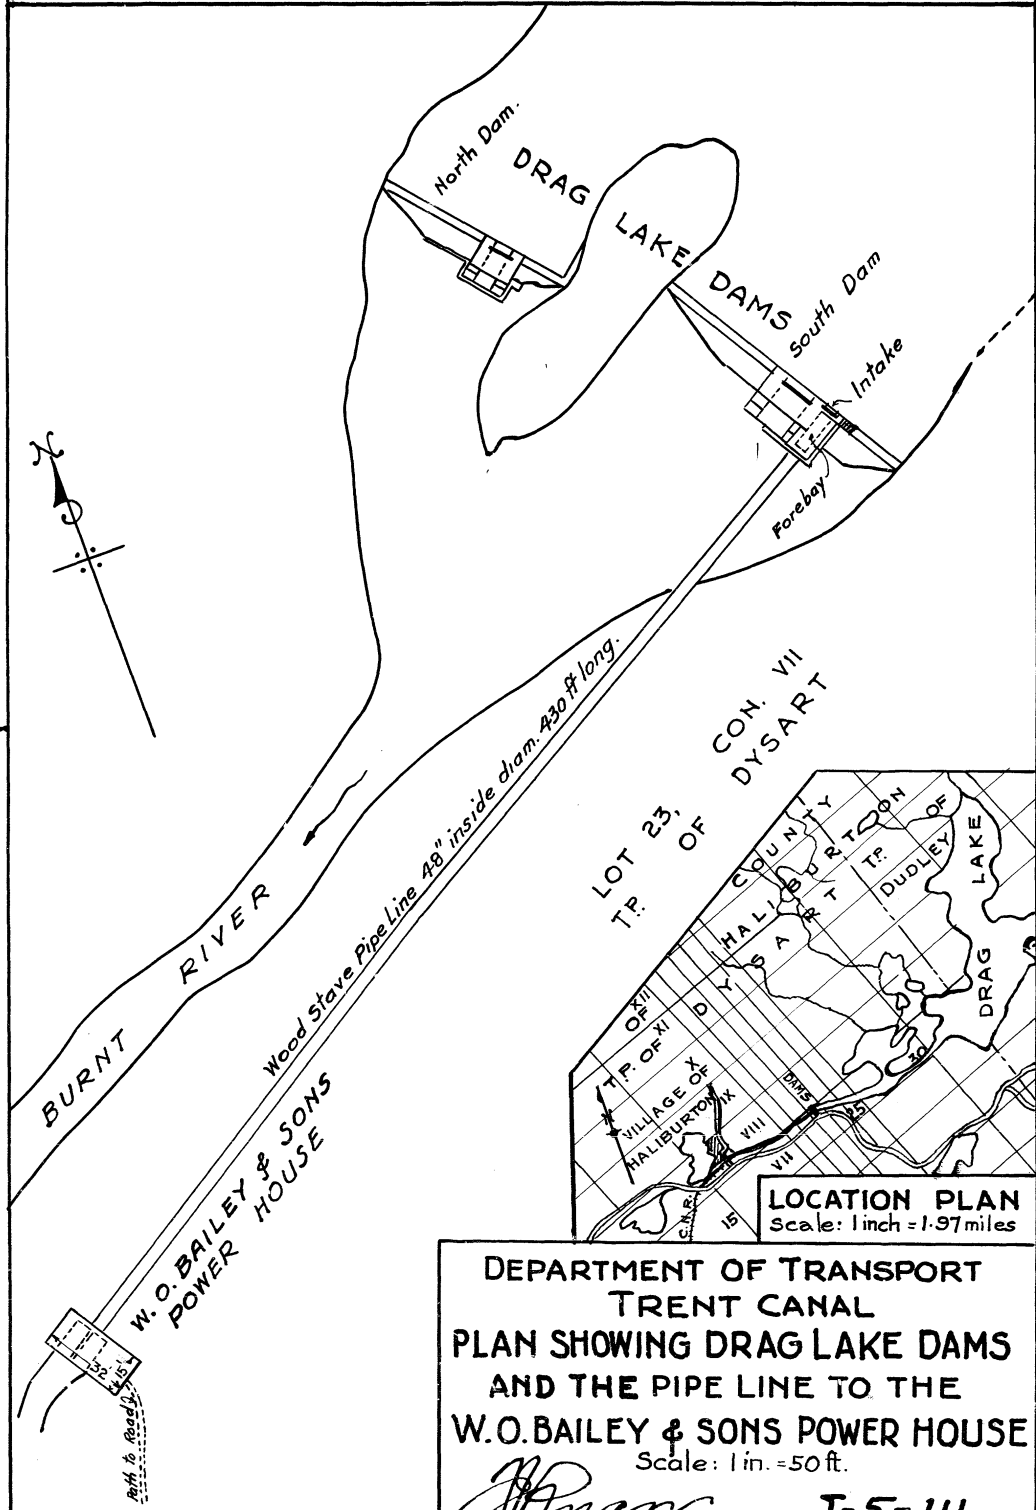 North Dam.
DRAG LAKE DAMS
South Dam
Intake
Forebay
N
Wood Stave Pipe Line 48" inside diam. 430 ft long.
CON. VII
DYSART
LOT 23,
T.P. OF
BURNT RIVER
W. O. BAILEY & SONS
POWER HOUSE
32'
15'
Path to Road
COUNTY
OF
HALIBURTON
T.P. OF DYSART
T.P. OF
DUDLEY
DRAG LAKE
XII
XI
X
IX
VIII
VII
VILLAGE OF
HALIBURTON
DAMS
30
25
15
C.N.R.
N
LOCATION PLAN
Scale: 1 inch = 1.97 miles
DEPARTMENT OF TRANSPORT
TRENT CANAL
PLAN SHOWING DRAG LAKE DAMS
AND THE PIPE LINE TO THE
W.O. BAILEY & SONS POWER HOUSE
Scale: 1 in. = 50 ft.